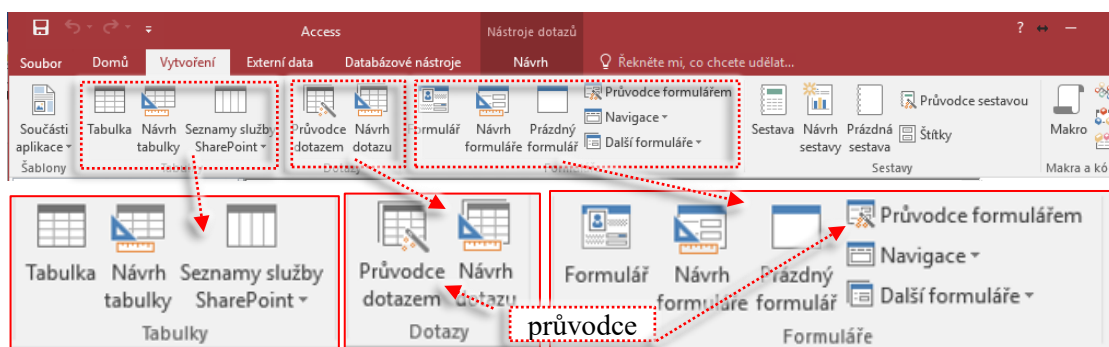 Access
Nástroje dotazů
?
Soubor
Domů
Vytvoření
Externí data
Databázové nástroje
Návrh
Řekněte mi, co chcete udělat...
Součásti
aplikace
Šablony
Tabulka
Návrh
tabulky
Seznamy služby
SharePoint
Průvodce
dotazem
Návrh
dotazu
Dotazy
Formulář
Návrh
formuláře
Prázdný
formulář
Průvodce formulářem
Navigace
Další formuláře
Sestava
Návrh
sestavy
Prázdná
sestava
Průvodce sestavou
Štítky
Sestavy
Makro
Makra a kó
Tabulka
Návrh
tabulky
Seznamy služby
SharePoint
Tabulky
Průvodce
dotazem
Návrh
dotazu
Dotazy
průvodce
Formulář
Návrh
formuláře
Prázdný
formulář
Průvodce formulářem
Navigace
Další formuláře
Formuláře